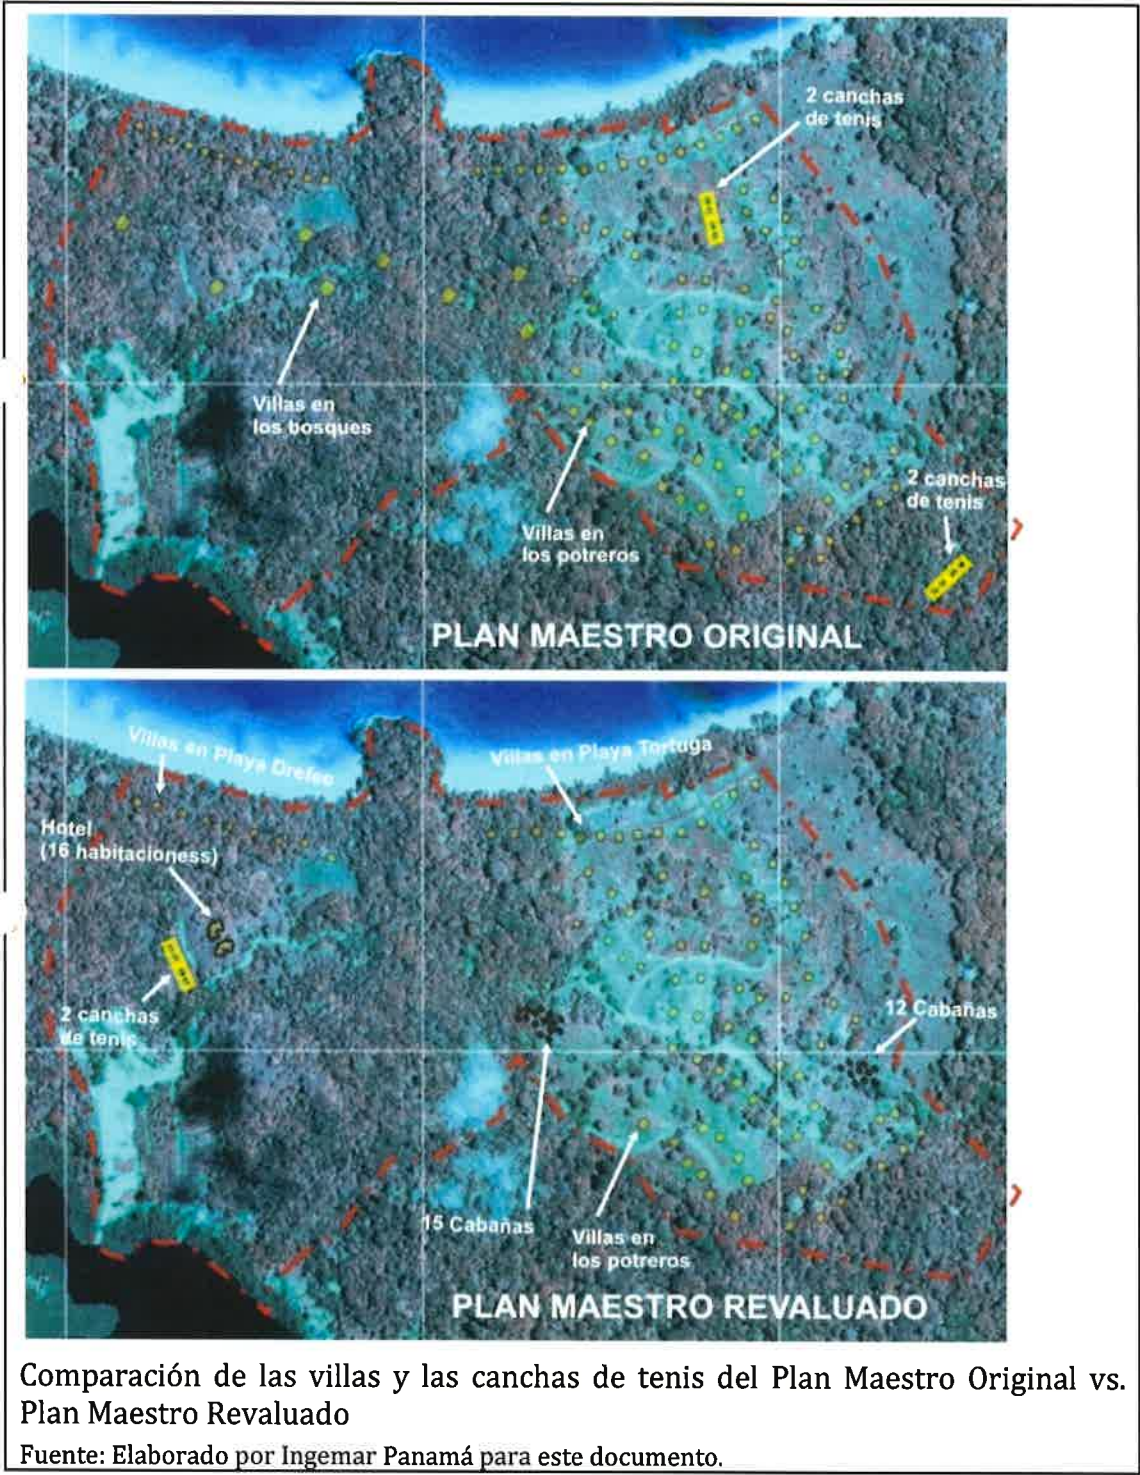 2 canchas
de tenis
Villas en
los bosques
2 canchas
de tenis
Villas en
los potreros
PLAN MAESTRO ORIGINAL
Villas en Playa Drefee
Villas en Playa Tortuga
Hotel
(16 habitacioness)
2 canchas
de tenis
12 Cabañas
15 Cabañas
Villas en
los potreros
PLAN MAESTRO REVALUADO
Comparación de las villas y las canchas de tenis del Plan Maestro Original vs.
Plan Maestro Revaluado
Fuente: Elaborado por Ingemar Panamá para este documento.